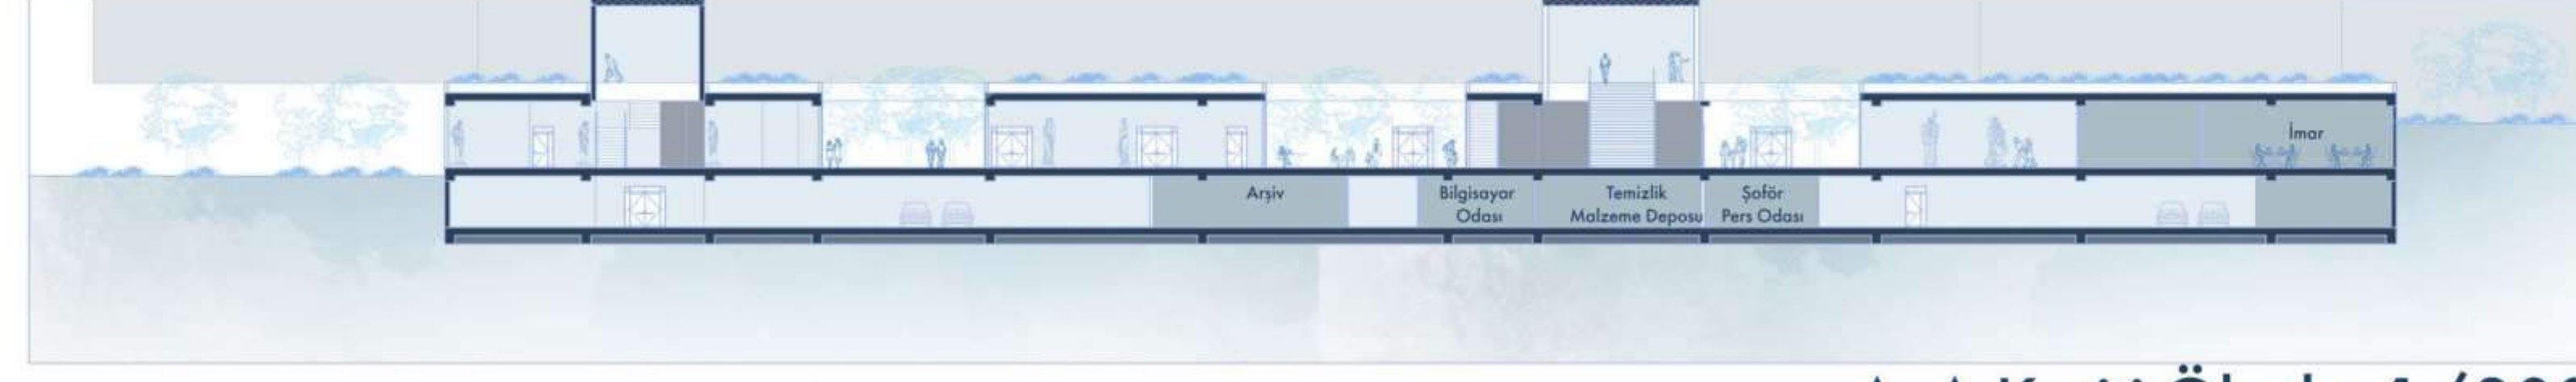 İmar
Arşiv
Bilgisayar
Odası
Temizlik
Malzeme Deposu
Şoför
Pers Odası